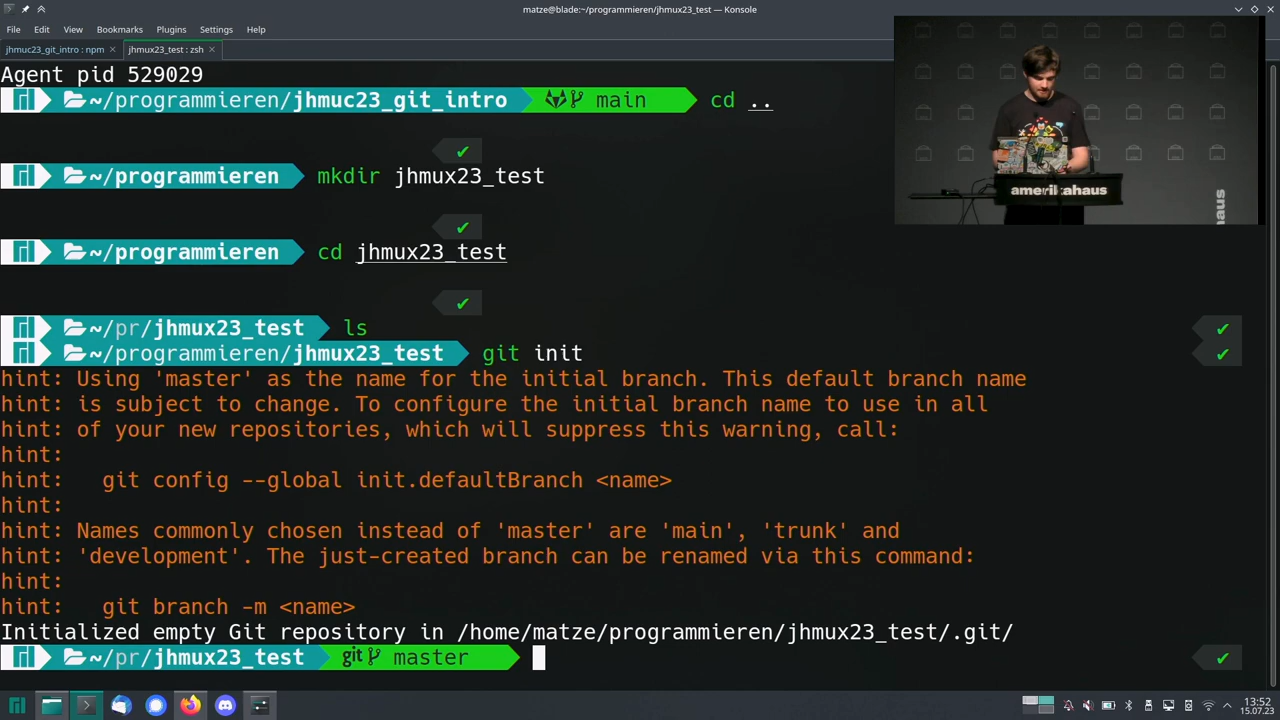 matze@blade:~/programmieren/jhmux23_test — Konsole
File Edit View Bookmarks Plugins Settings Help
jhmuc23_git_intro : npm
jhmux23_test : zsh
Agent pid 529029
~/programmieren/jhmuc23_git_intro main cd ..
~/programmieren mkdir jhmux23_test
~/programmieren cd jhmux23_test
~/pr/jhmux23_test ls
~/programmieren/jhmux23_test git init
hint: Using 'master' as the name for the initial branch. This default branch name
hint: is subject to change. To configure the initial branch name to use in all
hint: of your new repositories, which will suppress this warning, call:
hint:
hint:   git config --global init.defaultBranch <name>
hint:
hint: Names commonly chosen instead of 'master' are 'main', 'trunk' and
hint: 'development'. The just-created branch can be renamed via this command:
hint:
hint:   git branch -m <name>
Initialized empty Git repository in /home/matze/programmieren/jhmux23_test/.git/
~/pr/jhmux23_test git master
amerikahaus
haus
13:52
15.07.23